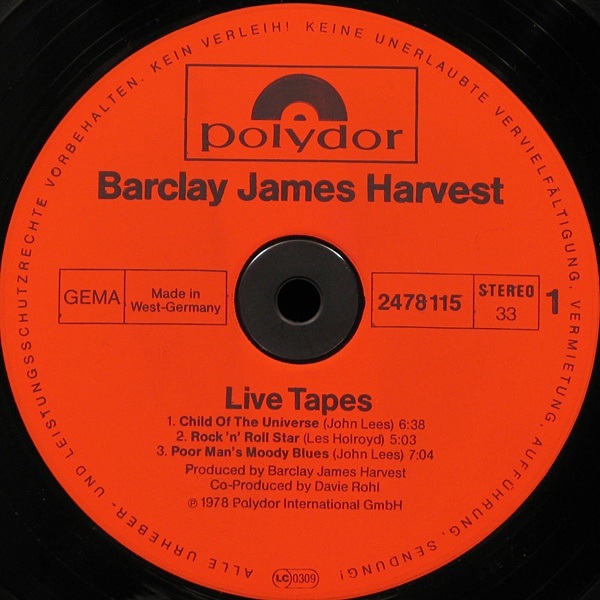 ALLE URHEBER- UND LEISTUNGSSCHUTZRECHTE VORBEHALTEN. KEIN VERLEIH! KEINE UNERLAUBTE VERVIELFÄLTIGUNG, VERMIETUNG, AUFFÜHRUNG, SENDUNG!
polydor
Barclay James Harvest
GEMA
Made in
West-Germany
2478115
STEREO
33
1
Live Tapes
1. Child Of The Universe (John Lees) 6:38
2. Rock 'n' Roll Star (Les Holroyd) 5:03
3. Poor Man's Moody Blues (John Lees) 7:04
Produced by Barclay James Harvest
Co-Produced by Davie Rohl
℗ 1978 Polydor International GmbH
LC 0309